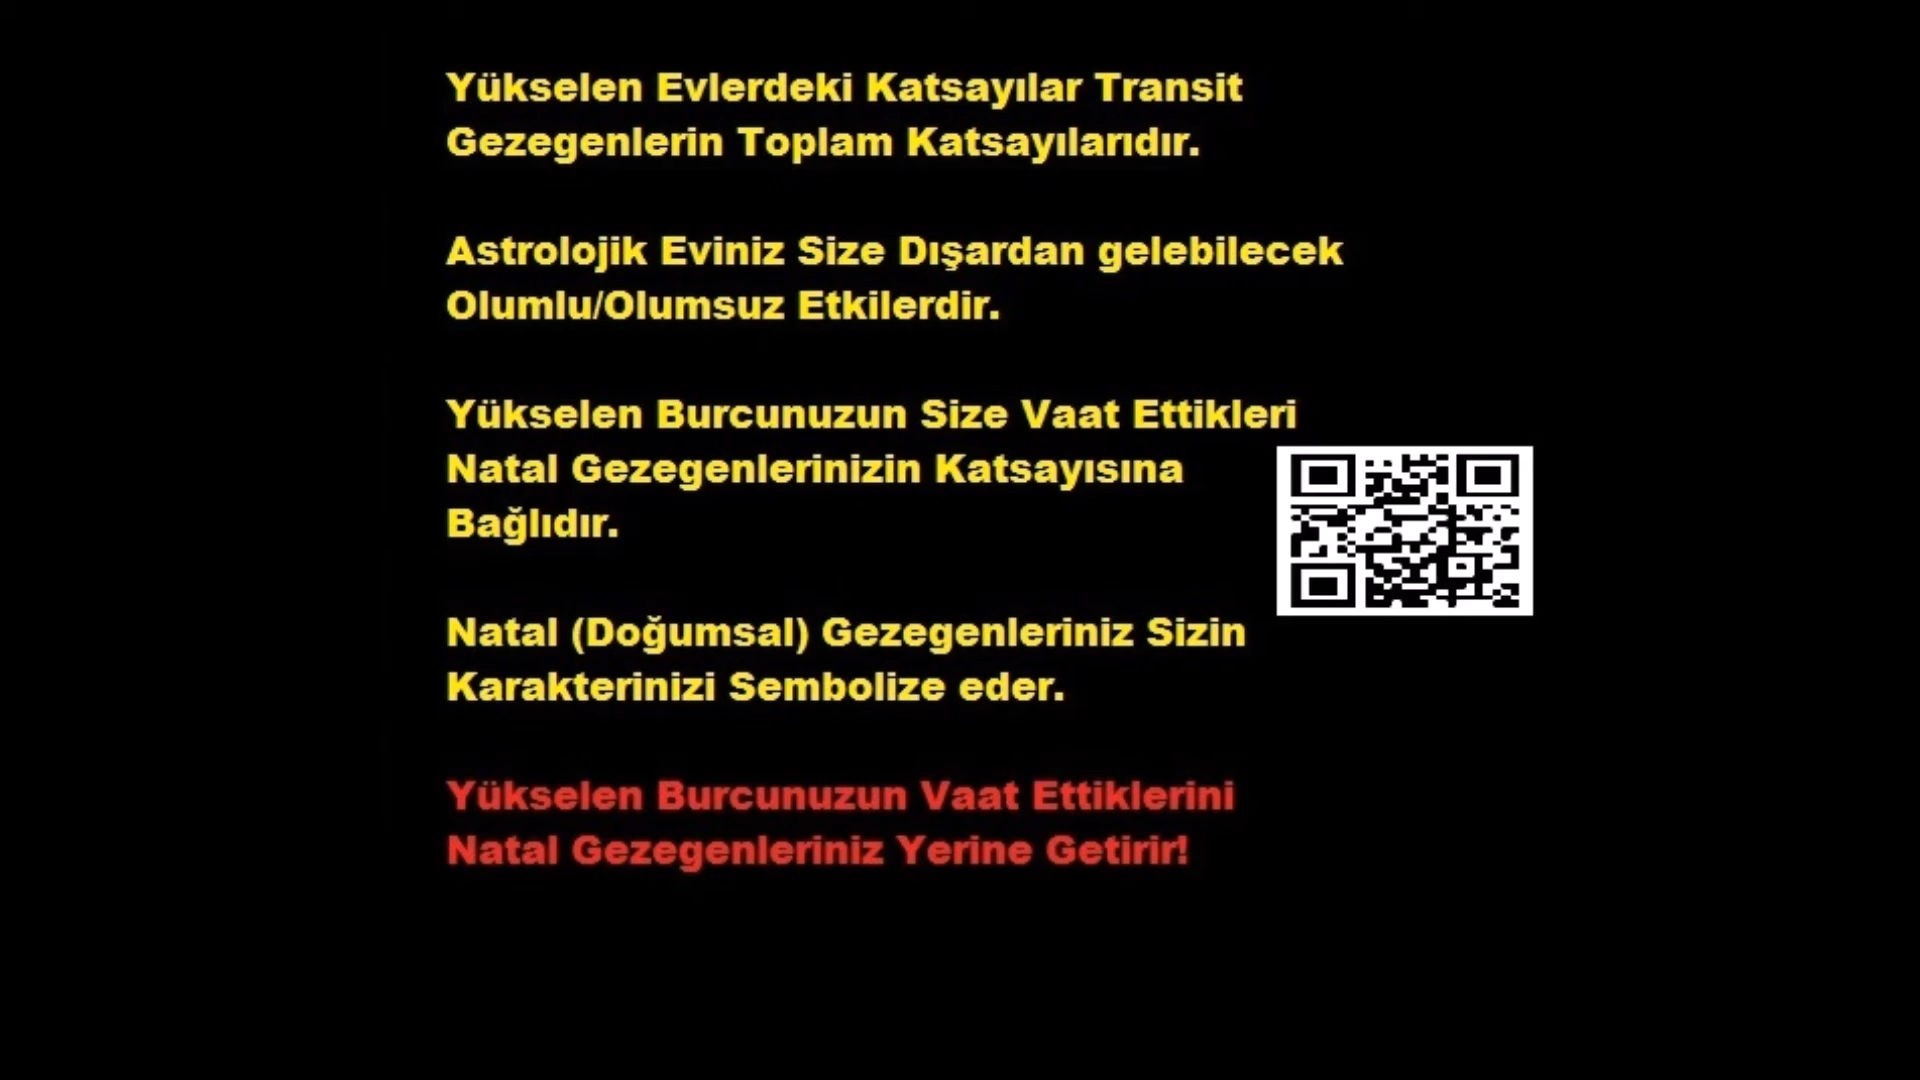 Yükselen Evlerdeki Katsayılar Transit
Gezegenlerin Toplam Katsayılarıdır.
Astrolojik Eviniz Size Dışardan gelebilecek
Olumlu/Olumsuz Etkilerdir.
Yükselen Burcunuzun Size Vaat Ettikleri
Natal Gezegenlerinizin Katsayısına
Bağlıdır.
Natal (Doğumsal) Gezegenleriniz Sizin
Karakterinizi Sembolize eder.
Yükselen Burcunuzun Vaat Ettiklerini
Natal Gezegenleriniz Yerine Getirir!